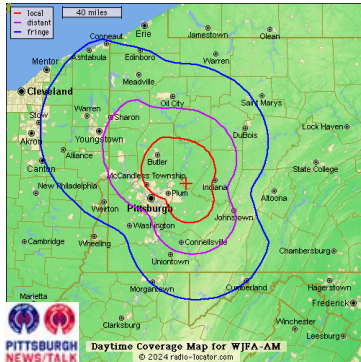 local
distant
fringe
40 miles
Erie
Jamestown
Olean
Conneaut
Ashtabula
Edinboro
Mentor
Warren
Cleveland
Meadville
Oil City
Saint Marys
Stow
Warren
Sharon
Akron
Youngstown
DuBois
Lock Haven
Canton
Alliance
Butler
State College
McCandless Township
New Philadelphia
Plum
Indiana
Altoona
Weirton
Pittsburgh
Johnstown
Washington
Cambridge
Wheeling
Connellsville
Chambersburg
Uniontown
Morgantown
Cumberland
Hagerstown
Marietta
Frederick
Clarksburg
Winchester
Leesburg
PITTSBURGH
NEWS/TALK
Daytime Coverage Map for WJFA-AM
© 2024 radio-locator.com